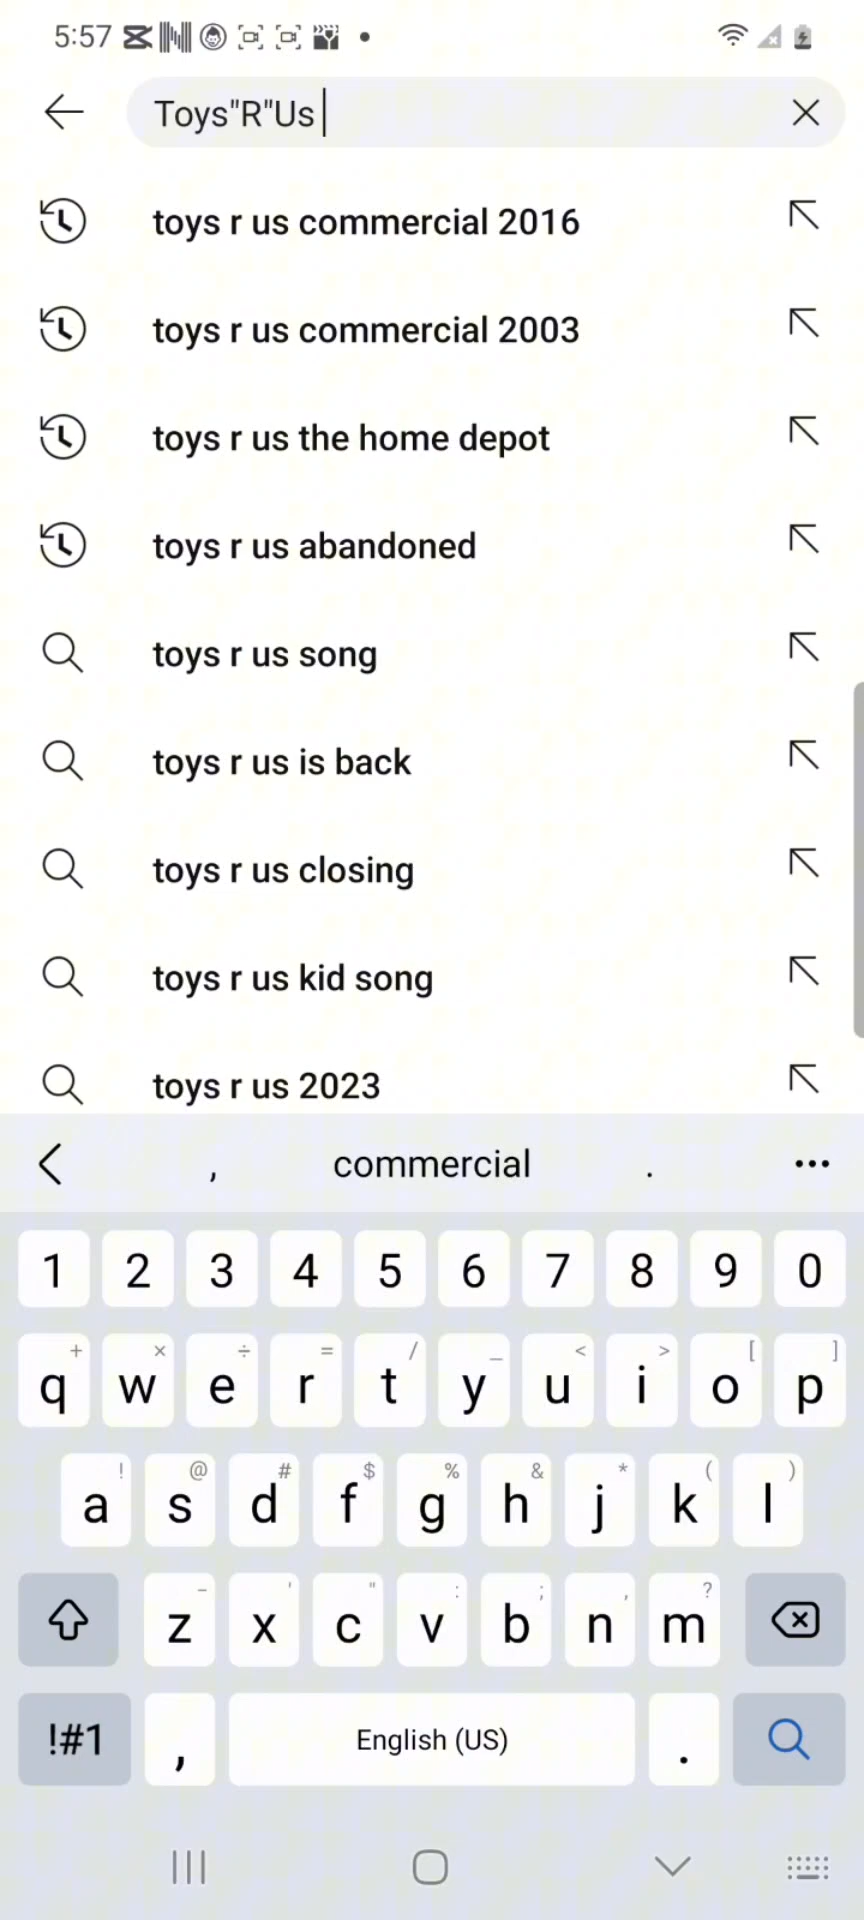 5:57
Toys"R"Us
toys r us commercial 2016
toys r us commercial 2003
toys r us the home depot
toys r us abandoned
toys r us song
toys r us is back
toys r us closing
toys r us kid song
toys r us 2023
, commercial .
1 2 3 4 5 6 7 8 9 0
+ × ÷ = / _ < > [ ]
q w e r t y u i o p
! @ # $ % & * ( )
a s d f g h j k l
- ' " : ; , ?
z x c v b n m
!#1 , English (US) .